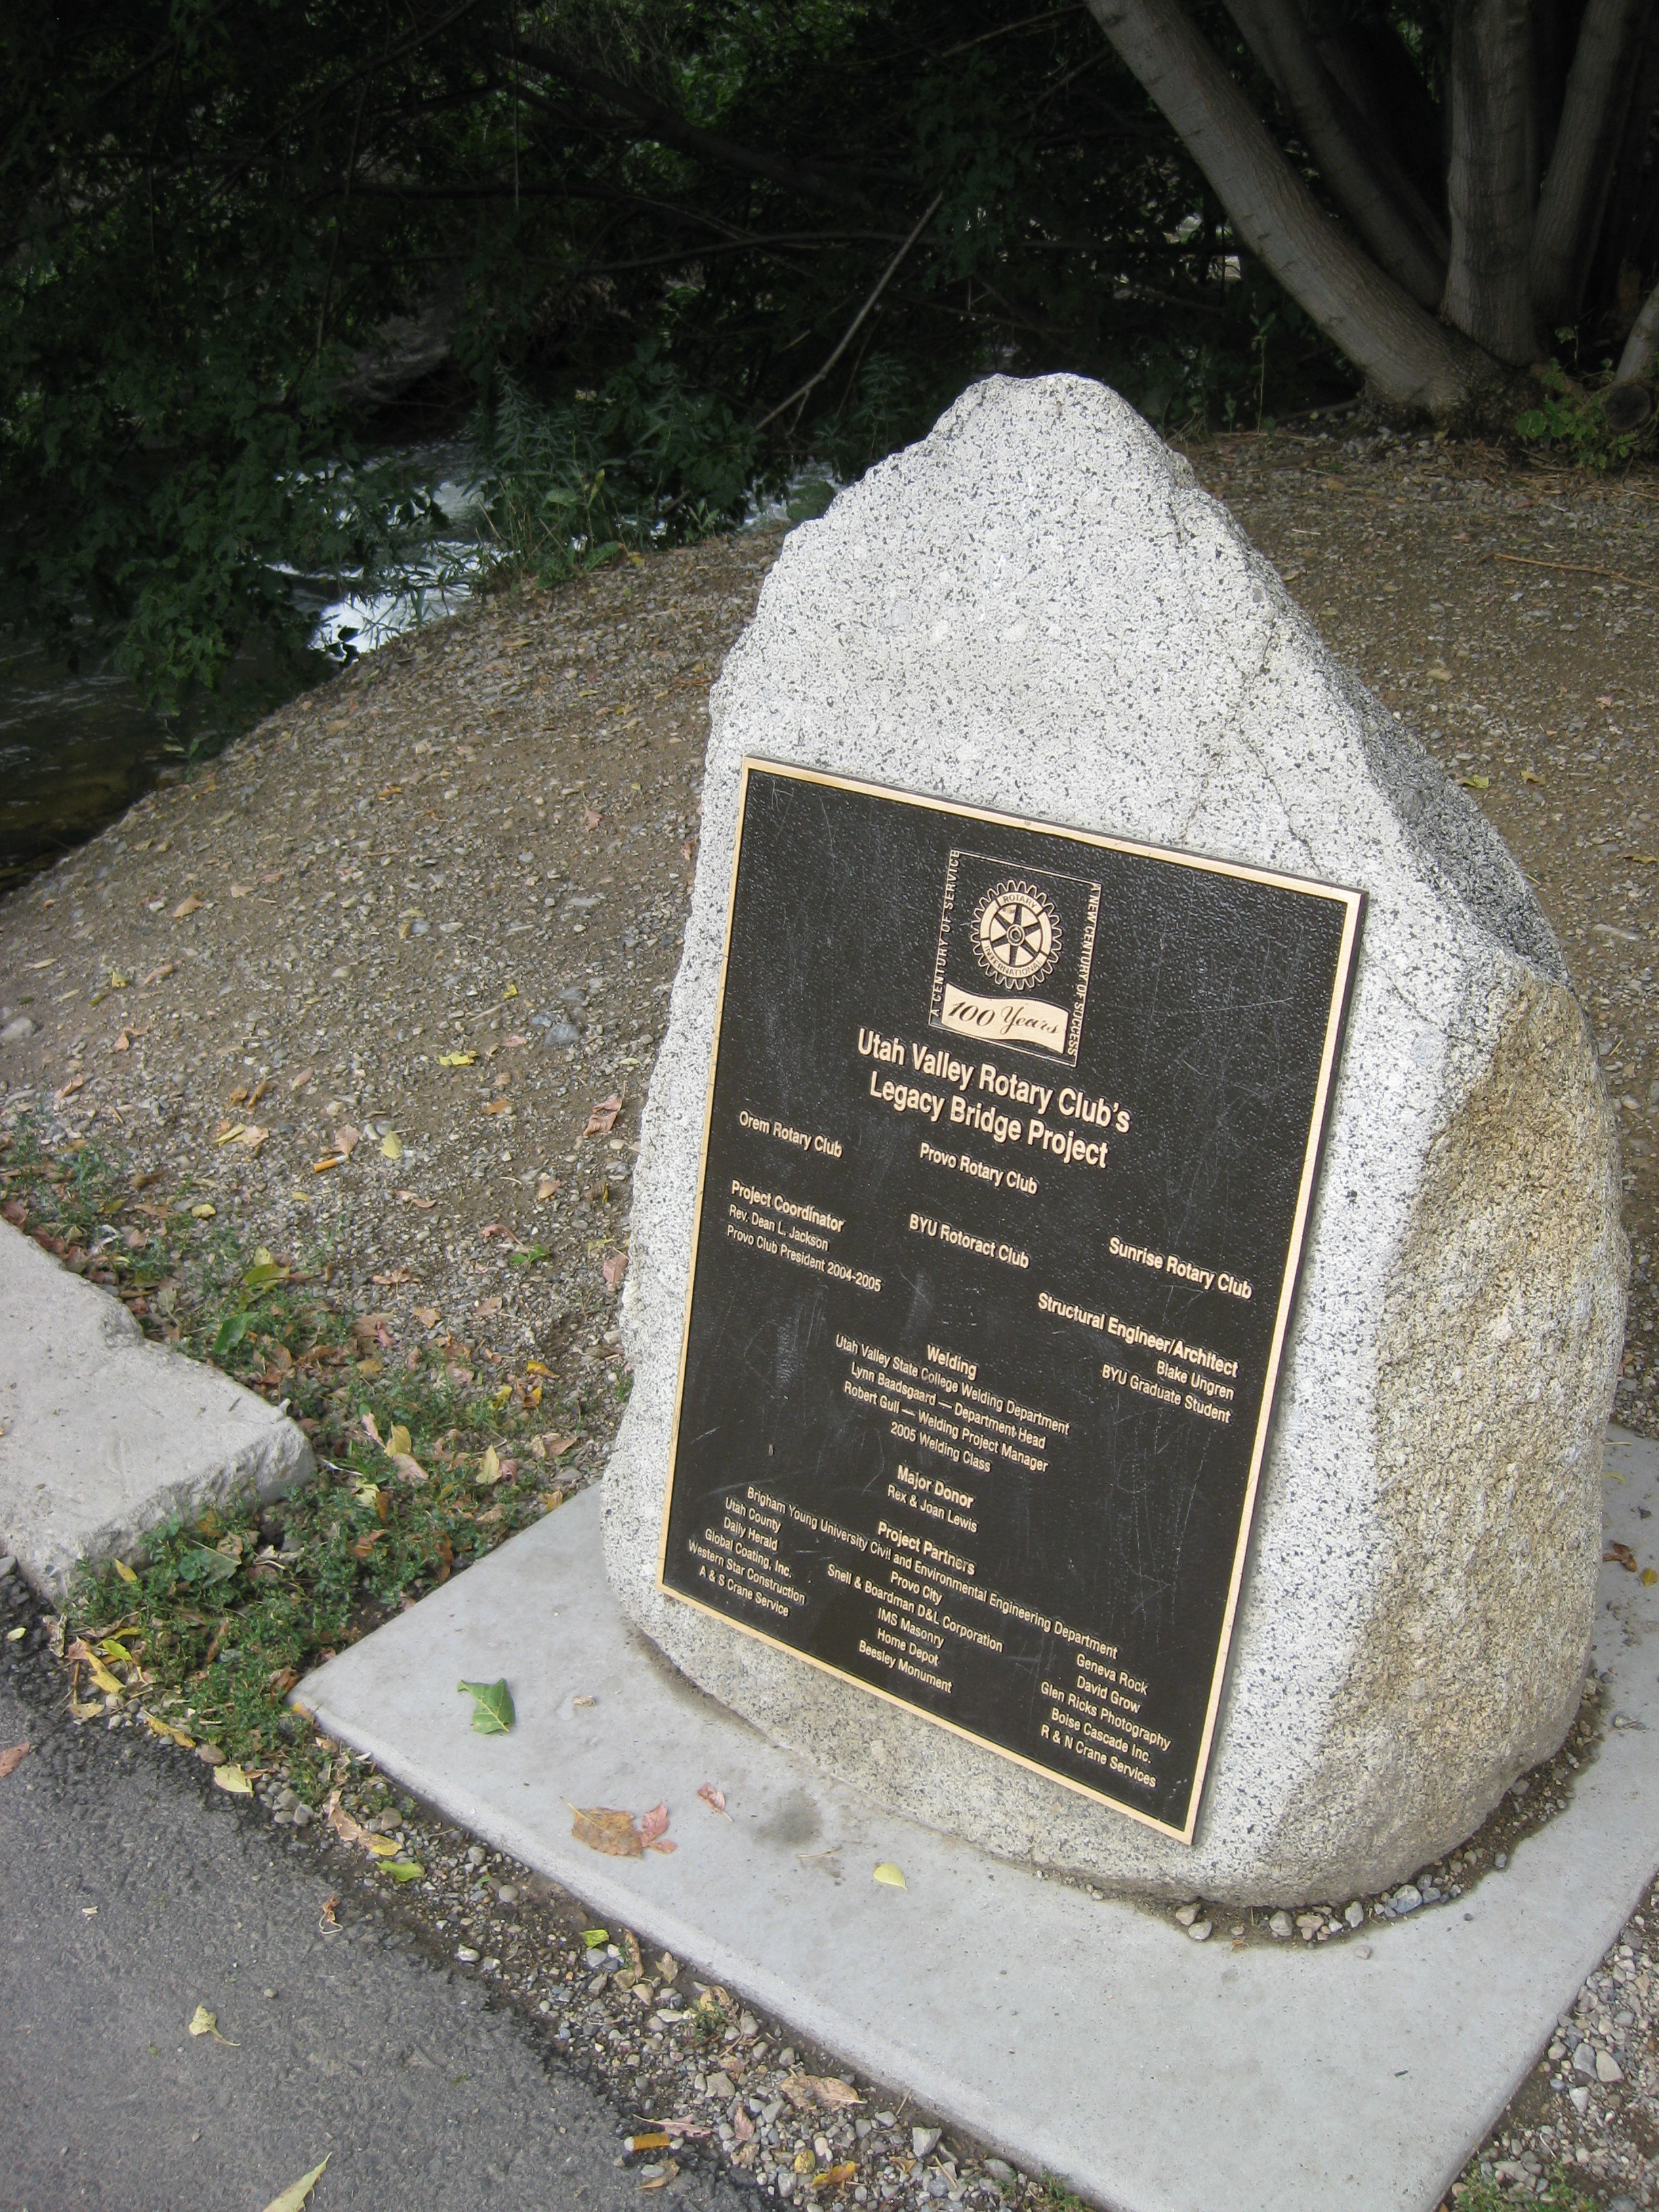 A CENTURY OF SERVICE
ROTARY
INTERNATIONAL
A NEW CENTURY OF SUCCESS
100 Years
Utah Valley Rotary Club's
Legacy Bridge Project
Orem Rotary Club
Provo Rotary Club
BYU Rotoract Club
Sunrise Rotary Club
Project Coordinator
Rev. Dean L. Jackson
Provo Club President 2004-2005
Structural Engineer/Architect
Blake Ungren
BYU Graduate Student
Welding
Utah Valley State College Welding Department
Lynn Baadsgaard — Department Head
Robert Gull — Welding Project Manager
2005 Welding Class
Major Donor
Rex & Joan Lewis
Project Partners
Brigham Young University Civil and Environmental Engineering Department
Utah County
Daily Herald
Global Coating, Inc.
Western Star Construction
A & S Crane Service
Provo City
Snell & Boardman D&L Corporation
IMS Masonry
Home Depot
Beesley Monument
Geneva Rock
David Grow
Glen Ricks Photography
Boise Cascade Inc.
R & N Crane Services